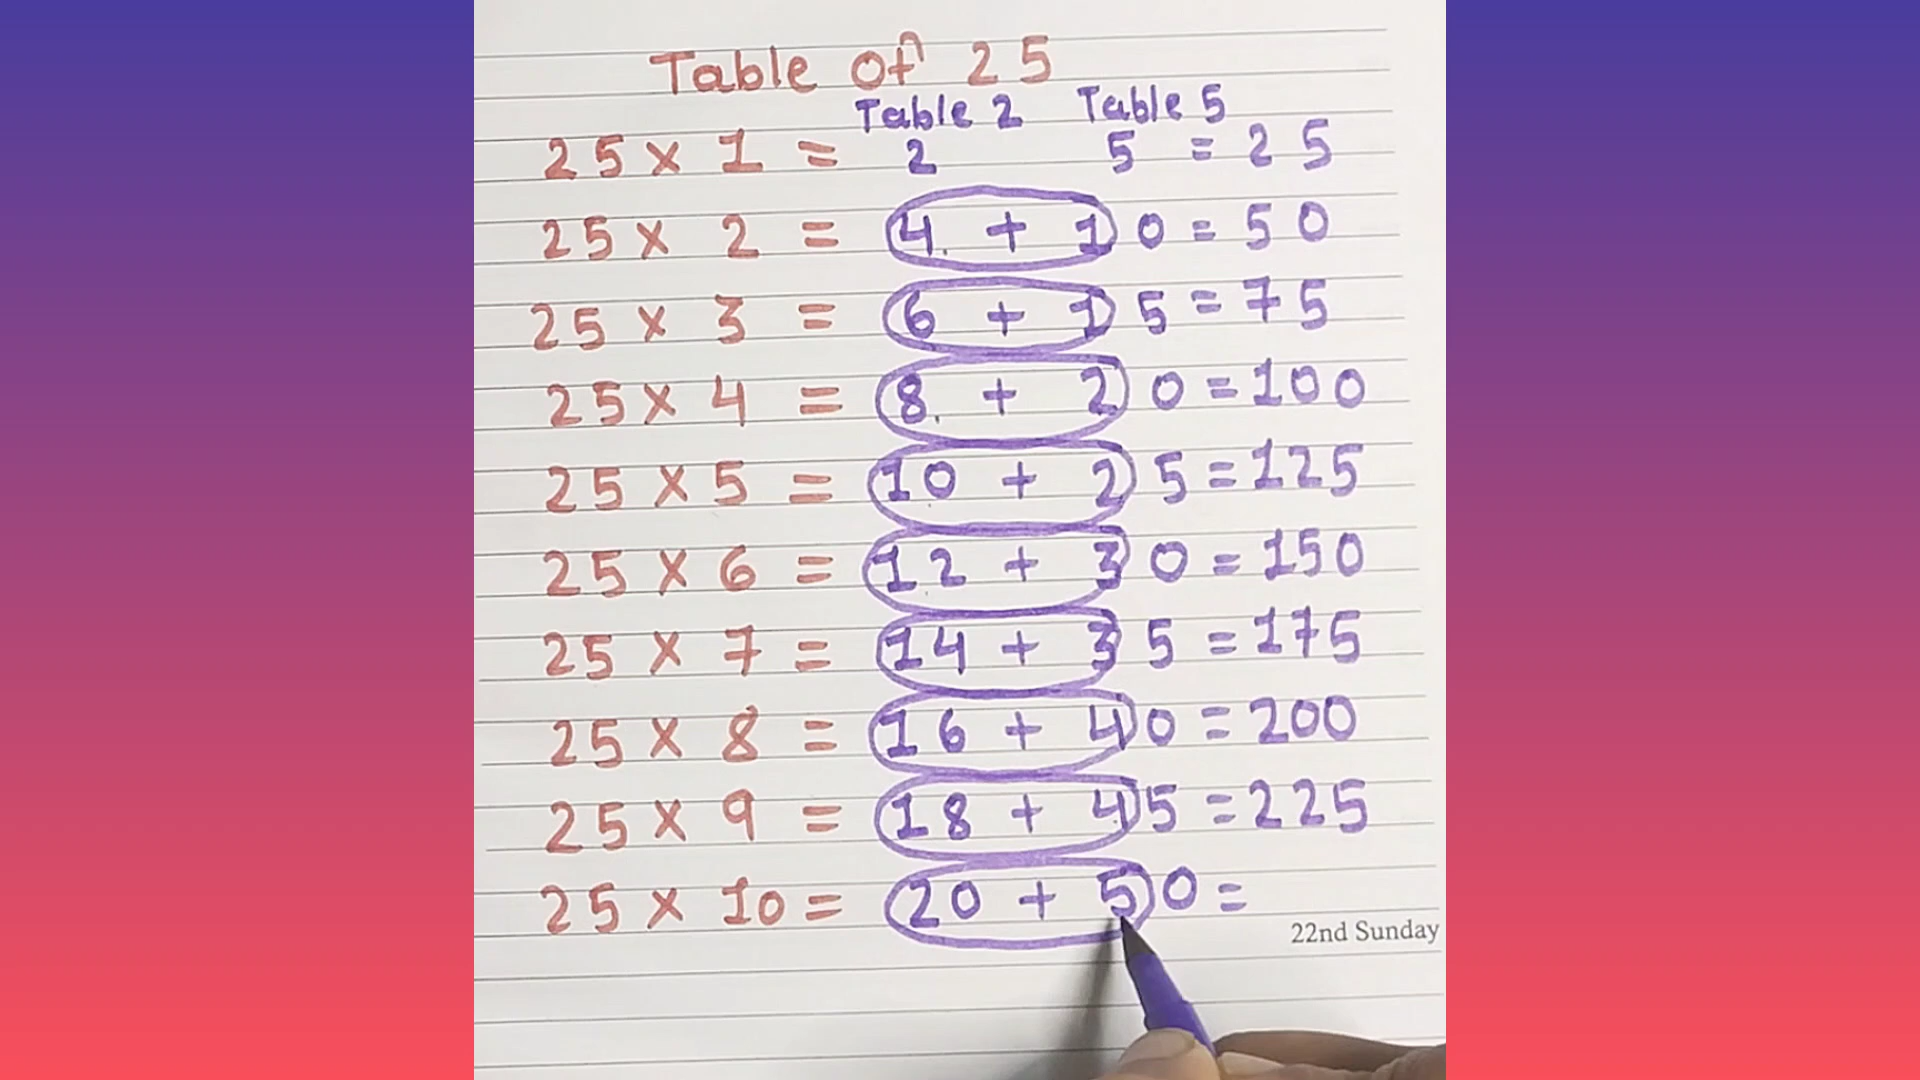 Table of 25
Table 2 Table 5
25 × 1 = 2 5 = 25
25 × 2 = 4 + 10 = 50
25 × 3 = 6 + 15 = 75
25 × 4 = 8 + 20 = 100
25 × 5 = 10 + 25 = 125
25 × 6 = 12 + 30 = 150
25 × 7 = 14 + 35 = 175
25 × 8 = 16 + 40 = 200
25 × 9 = 18 + 45 = 225
25 × 10 = 20 + 50 =
22nd Sunday